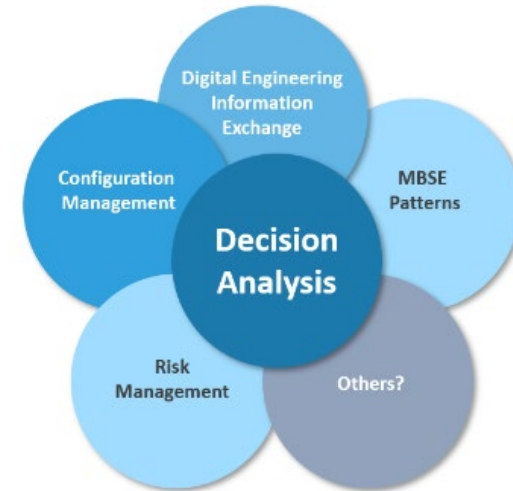 Digital Engineering
Information
Exchange
Configuration
Management
MBSE
Patterns
Decision
Analysis
Risk
Management
Others?